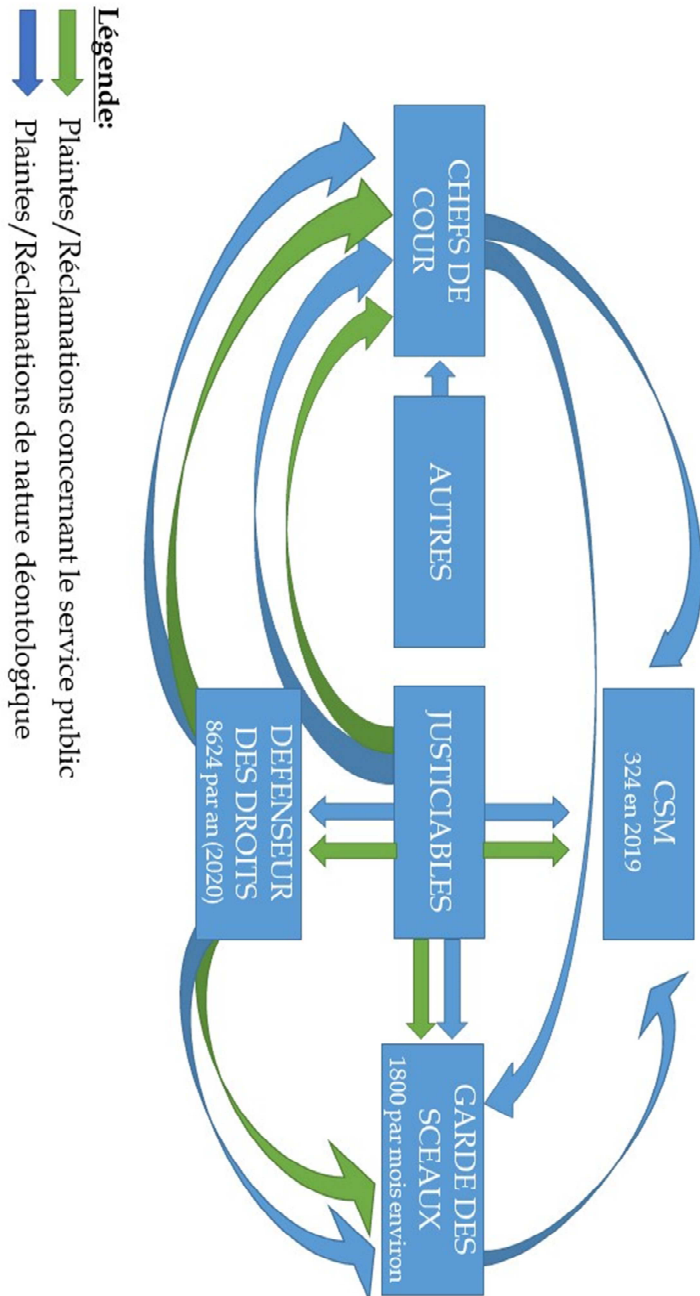 CSM
324 en 2019
CHEFS DE
COUR
AUTRES
JUSTICIABLES
GARDE DES
SCEAUX
1800 par mois environ
DEFENSEUR
DES DROITS
8624 par an (2020)
Légende:
Plaintes/Réclamations concernant le service public
Plaintes/Réclamations de nature déontologique